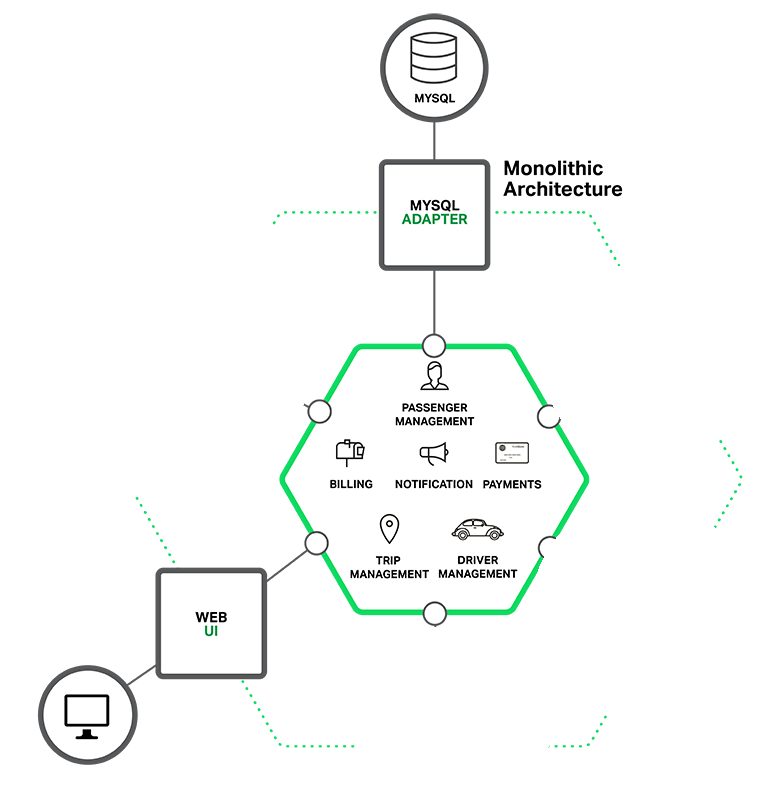 MYSQL
Monolithic
Architecture
MYSQL
ADAPTER
PASSENGER
MANAGEMENT
BILLING
NOTIFICATION
PAYMENTS
TRIP
MANAGEMENT
DRIVER
MANAGEMENT
WEB
UI